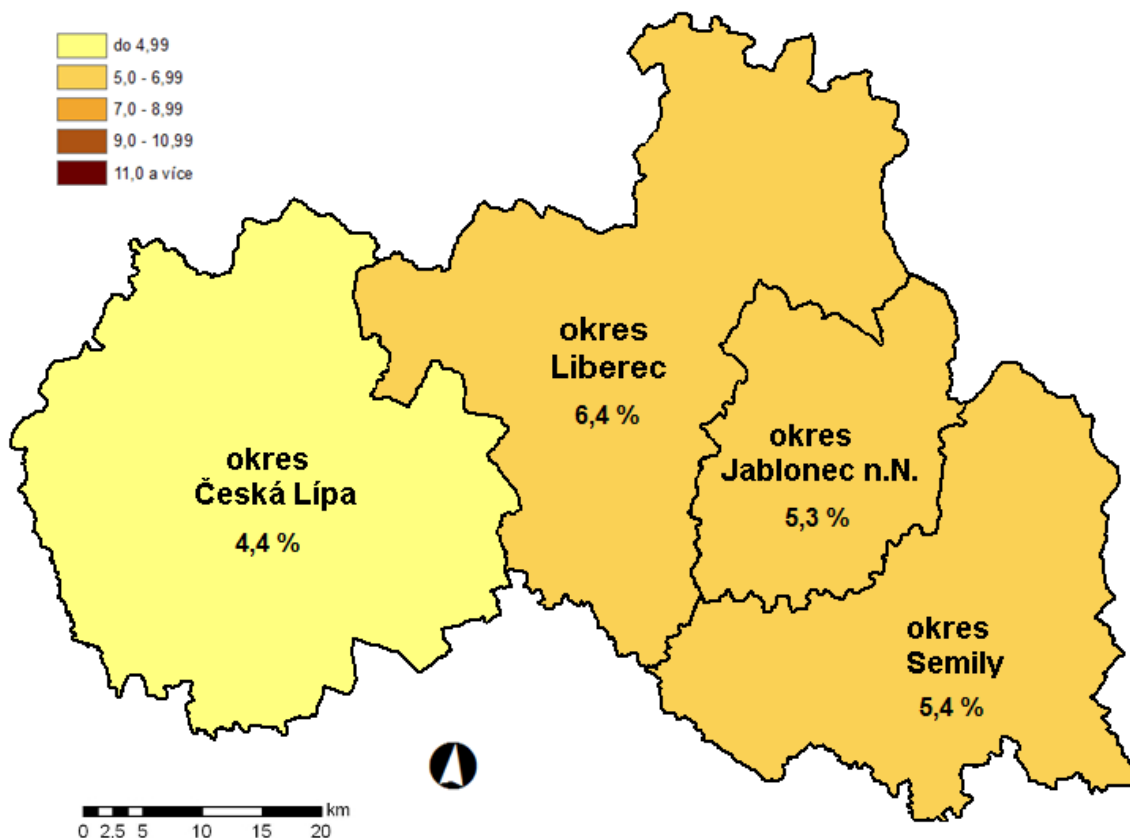 do 4,99
5,0 - 6,99
7,0 - 8,99
9,0 - 10,99
11,0 a více
okres
Liberec
6,4 %
okres
Jablonec n.N.
5,3 %
okres
Česká Lípa
4,4 %
okres
Semily
5,4 %
km
0 2,5 5 10 15 20